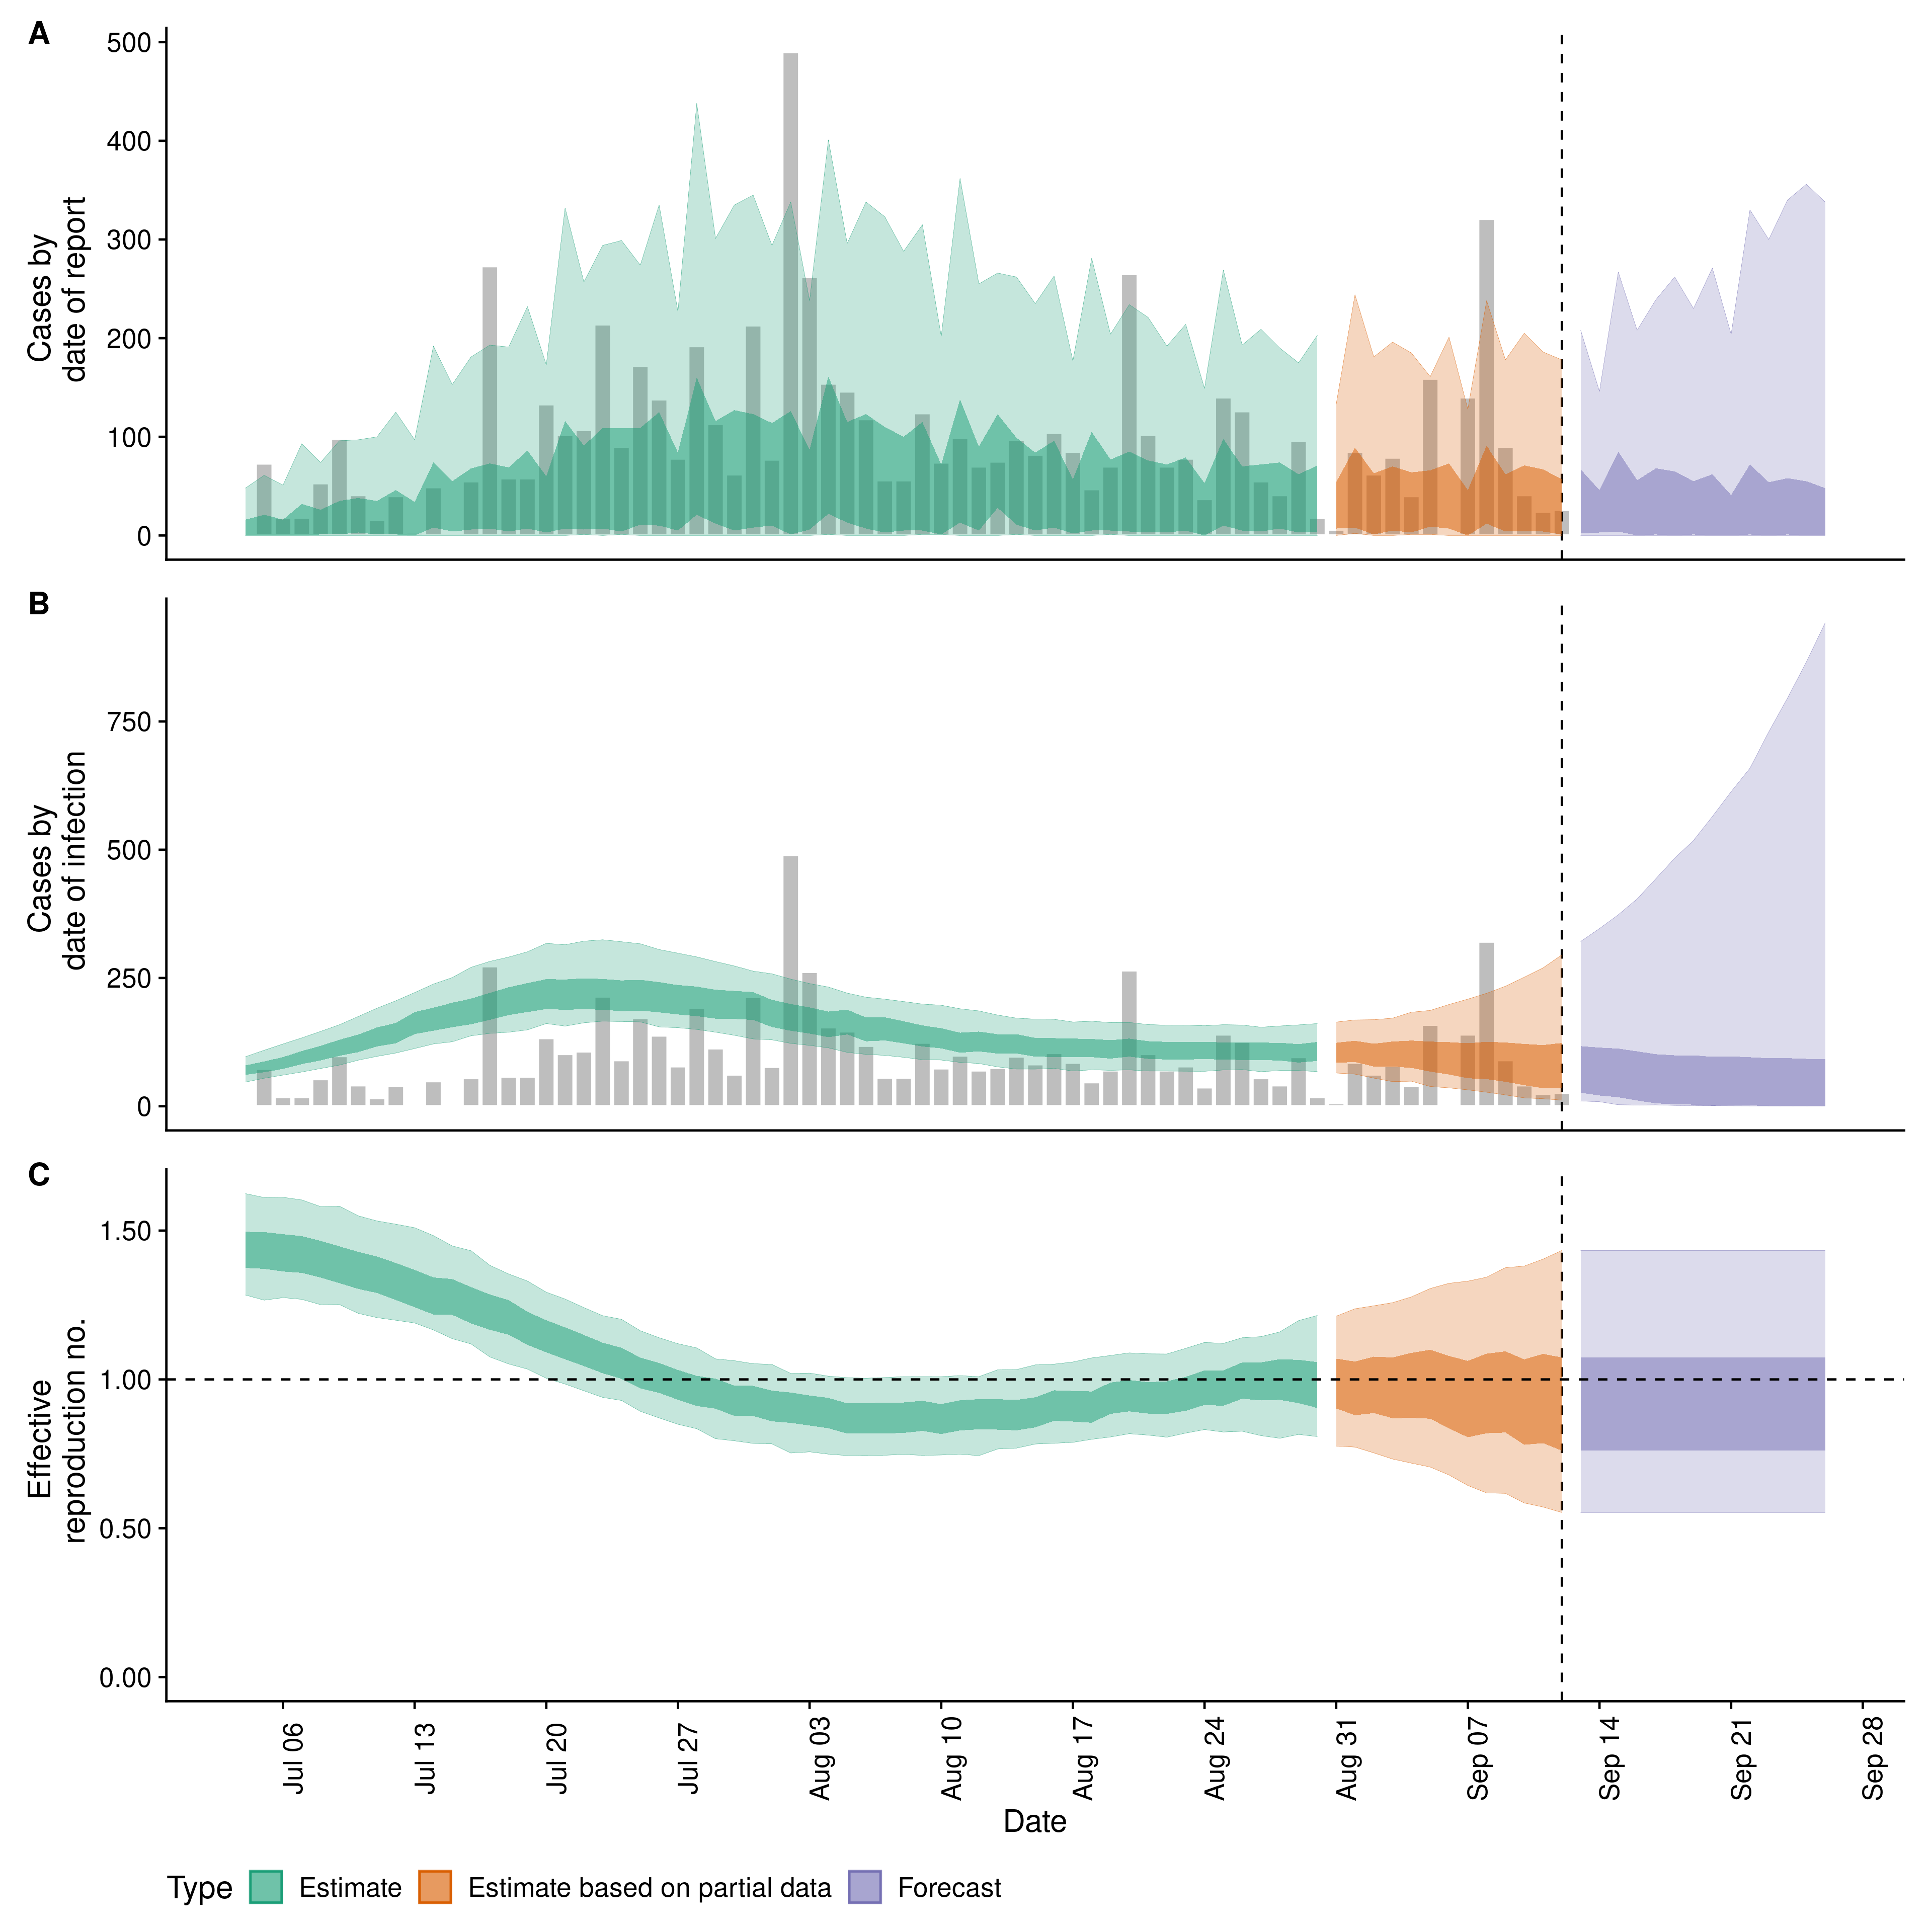 A
Cases by
date of report
500
400
300
200
100
0
B
Cases by
date of infection
750
500
250
0
C
Effective
reproduction no.
1.50
1.00
0.50
0.00
Jul 06
Jul 13
Jul 20
Jul 27
Aug 03
Aug 10
Aug 17
Aug 24
Aug 31
Sep 07
Sep 14
Sep 21
Sep 28
Date
Type Estimate Estimate based on partial data Forecast